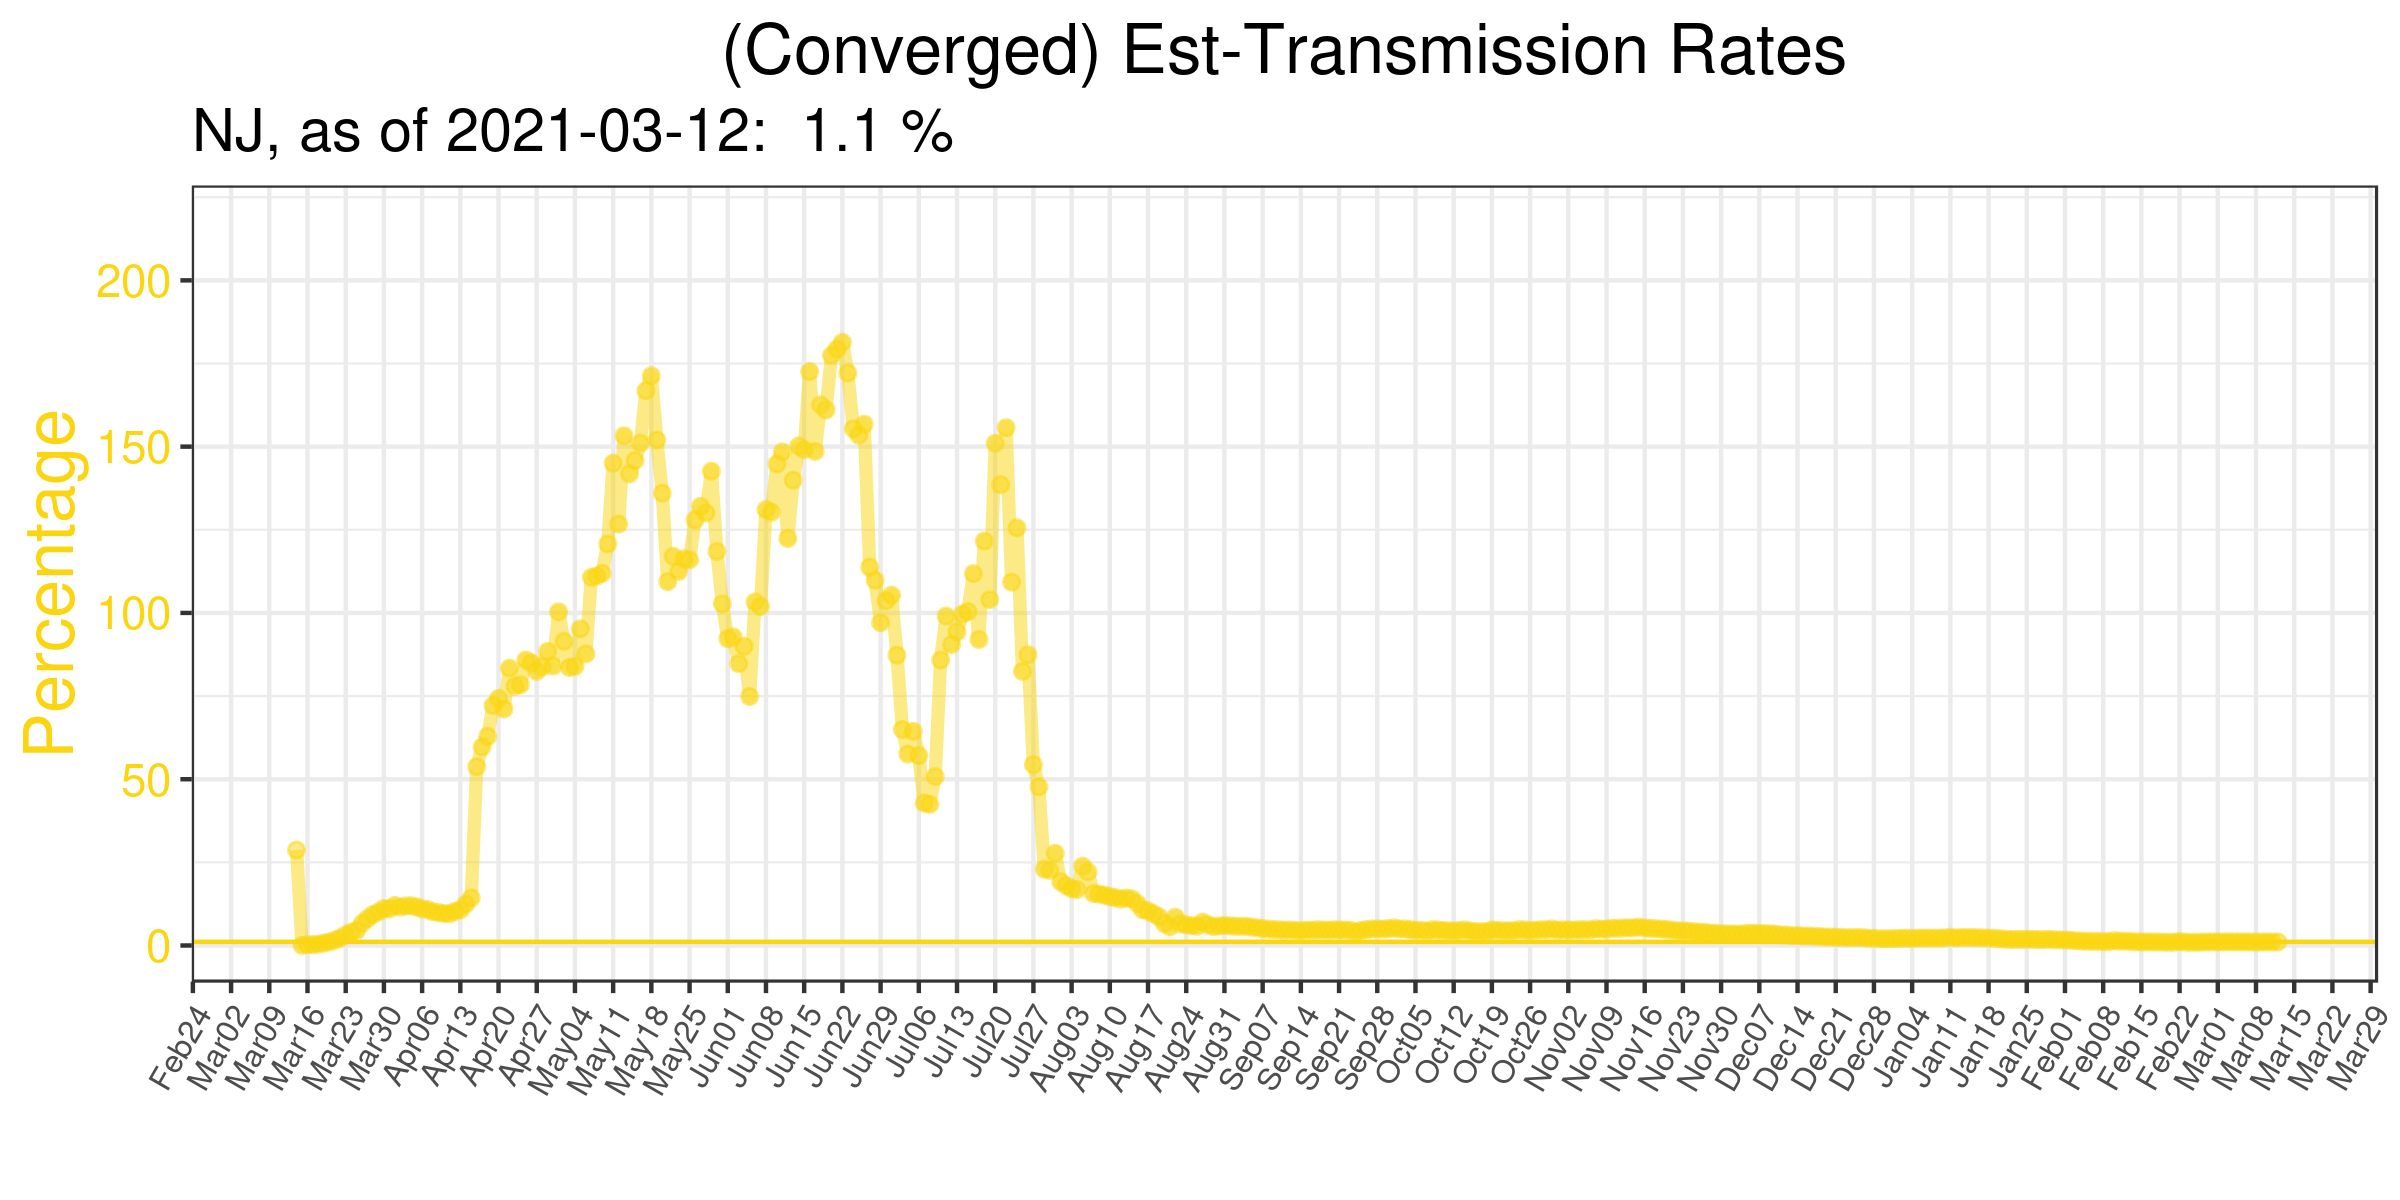 (Converged) Est-Transmission Rates
NJ, as of 2021-03-12:  1.1 %
Percentage
200
150
100
50
0
Feb24
Mar02
Mar09
Mar16
Mar23
Mar30
Apr06
Apr13
Apr20
Apr27
May04
May11
May18
May25
Jun01
Jun08
Jun15
Jun22
Jun29
Jul06
Jul13
Jul20
Jul27
Aug03
Aug10
Aug17
Aug24
Aug31
Sep07
Sep14
Sep21
Sep28
Oct05
Oct12
Oct19
Oct26
Nov02
Nov09
Nov16
Nov23
Nov30
Dec07
Dec14
Dec21
Dec28
Jan04
Jan11
Jan18
Jan25
Feb01
Feb08
Feb15
Feb22
Mar01
Mar08
Mar15
Mar22
Mar29